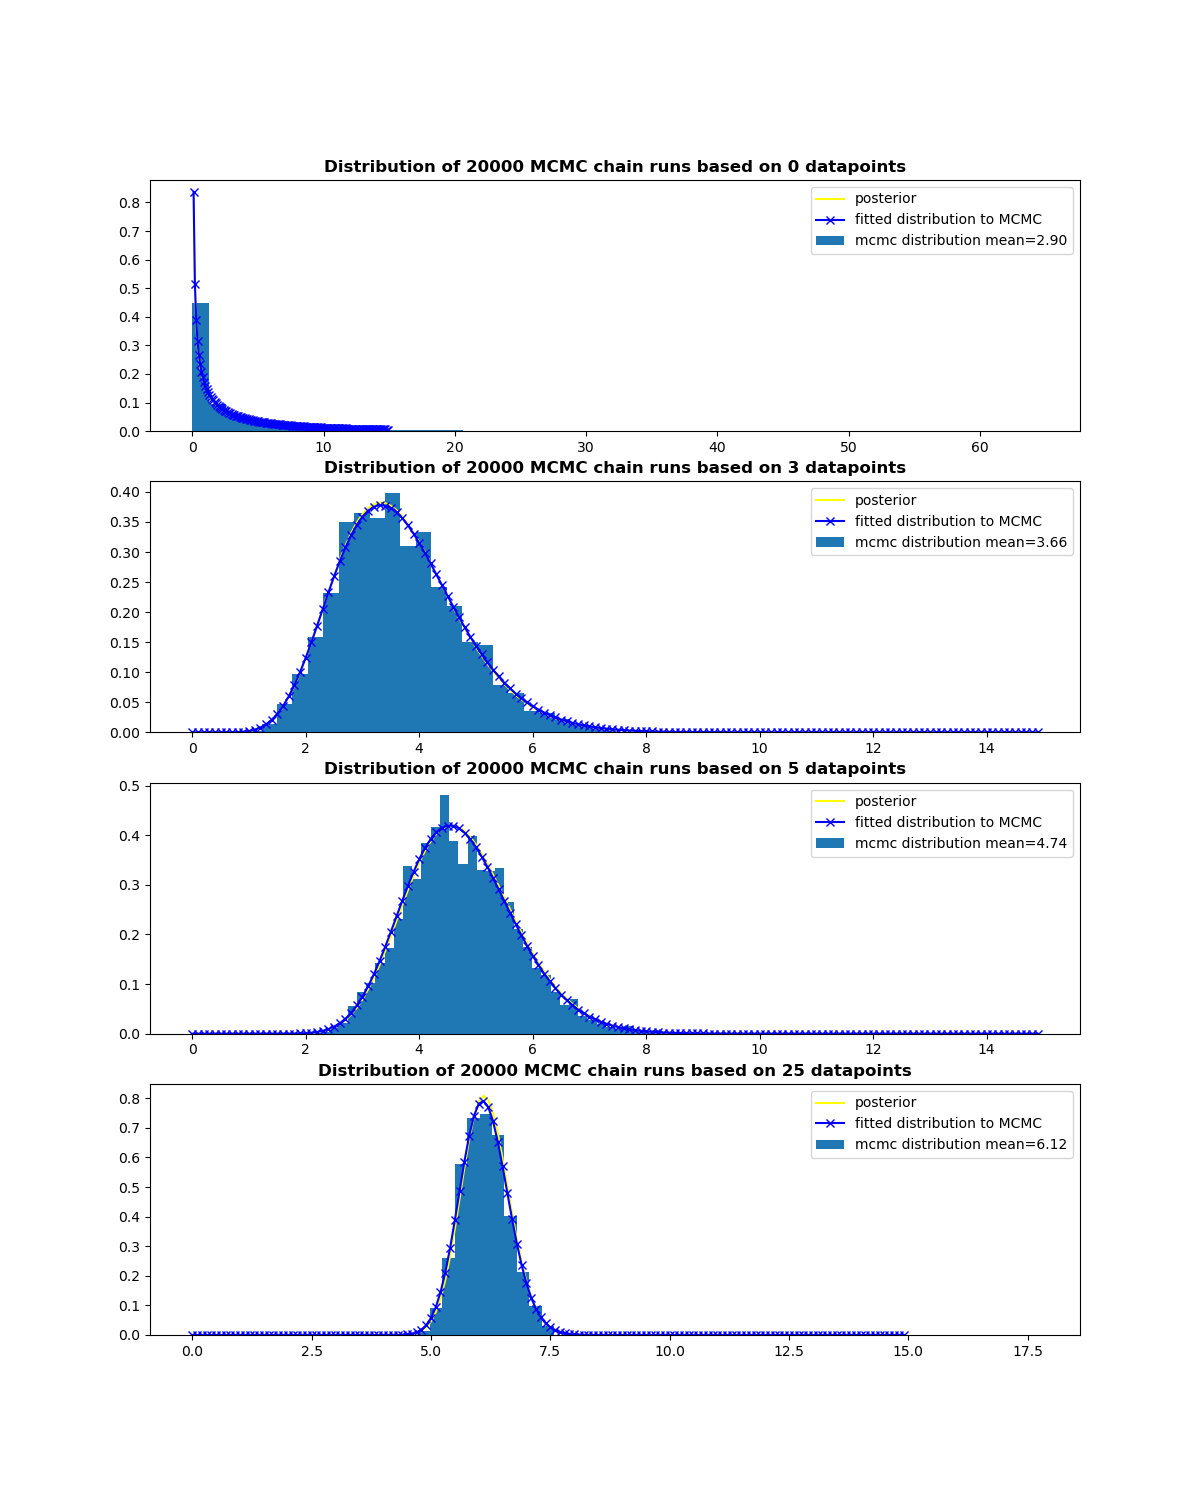 Distribution of 20000 MCMC chain runs based on 0 datapoints
0.8
0.7
0.6
0.5
0.4
0.3
0.2
0.1
0.0
posterior
fitted distribution to MCMC
mcmc distribution mean=2.90
0 10 20 30 40 50 60
Distribution of 20000 MCMC chain runs based on 3 datapoints
0.40
0.35
0.30
0.25
0.20
0.15
0.10
0.05
0.00
posterior
fitted distribution to MCMC
mcmc distribution mean=3.66
0 2 4 6 8 10 12 14
Distribution of 20000 MCMC chain runs based on 5 datapoints
0.5
0.4
0.3
0.2
0.1
0.0
posterior
fitted distribution to MCMC
mcmc distribution mean=4.74
0 2 4 6 8 10 12 14
Distribution of 20000 MCMC chain runs based on 25 datapoints
0.8
0.7
0.6
0.5
0.4
0.3
0.2
0.1
0.0
posterior
fitted distribution to MCMC
mcmc distribution mean=6.12
0.0 2.5 5.0 7.5 10.0 12.5 15.0 17.5